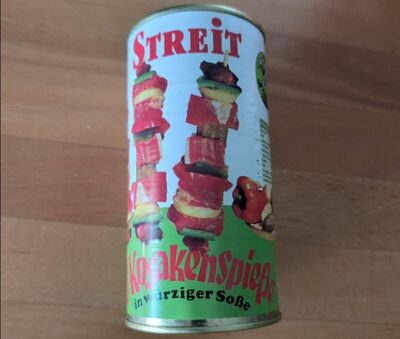 STREIT
Kosakenspieße
in würziger Soße